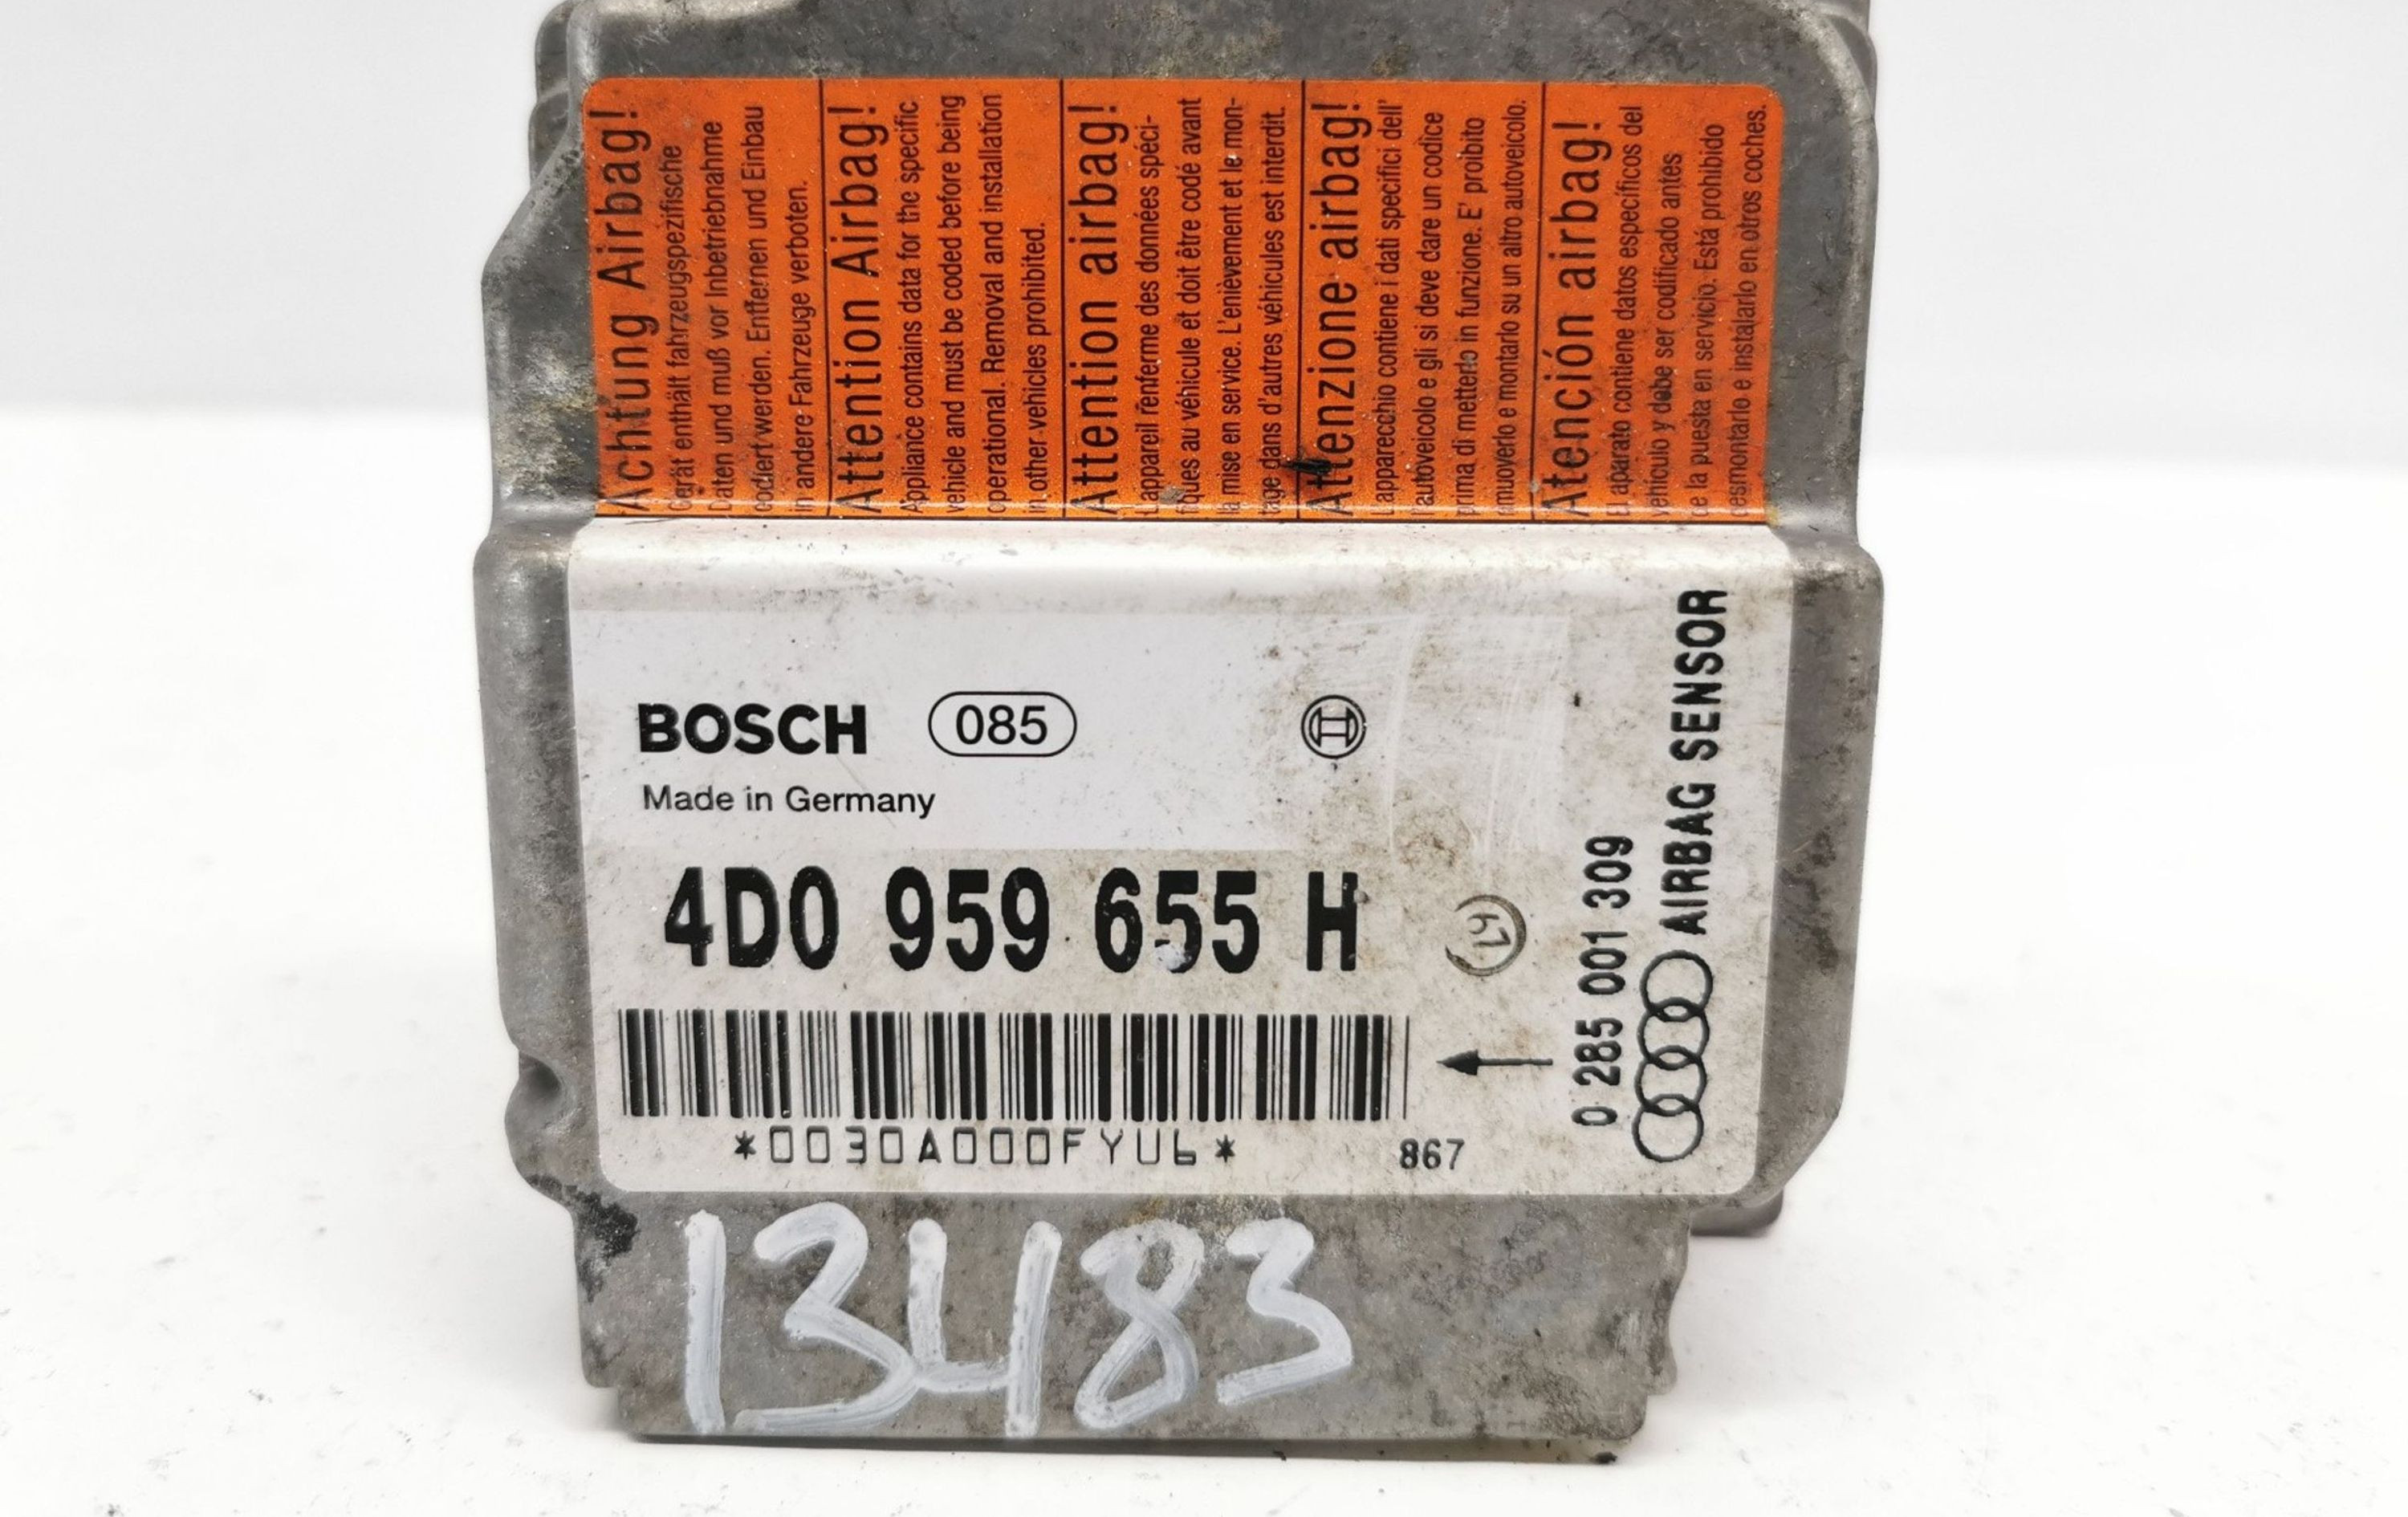 Achtung Airbag!
Gerät enthält fahrzeugspezifische
Daten und muß vor Inbetriebnahme
codiert werden. Entfernen und Einbau
in andere Fahrzeuge verboten.
Attention Airbag!
Appliance contains data for the specific
vehicle and must be coded before being
operational. Removal and installation
in other vehicles prohibited.
Attention airbag!
L'appareil renferme des données spéci-
fiques au véhicule et doit être codé avant
la mise en service. L'enièvement et le mon-
tage dans d'autres véhicules est interdit.
Attenzione airbag!
L'apparecchio contiene i dati specifici dell'
autoveicolo e gli si deve dare un codice
prima di metterlo in funzione. E' proibito
rimuoverlo e montarlo su un altro autoveicolo.
Atención airbag!
El aparato contiene datos específicos del
vehículo y debe ser codificado antes
de la puesta en servicio. Está prohibido
desmontarlo e instalarlo en otros coches.
BOSCH 085
Made in Germany
4D0 959 655 H
61
*0030A000FYU6*
867
0 285 001 309
AIRBAG SENSOR
13483